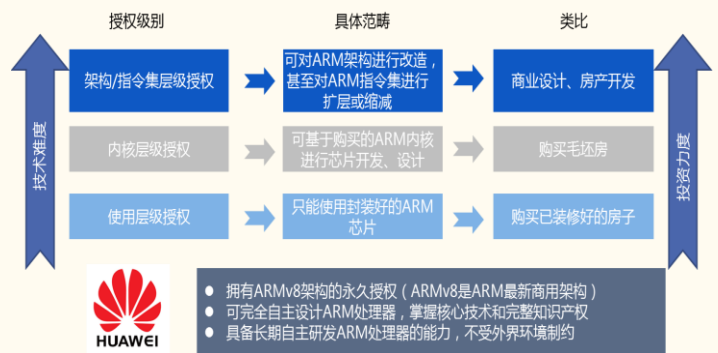 授权级别
具体范畴
类比
技术难度
架构/指令集层级授权
可对ARM架构进行改造，
甚至对ARM指令集进行
扩层或缩减
商业设计、房产开发
内核层级授权
可基于购买的ARM内核
进行芯片开发、设计
购买毛坯房
使用层级授权
只能使用封装好的ARM
芯片
购买已装修好的房子
投资力度
HUAWEI
● 拥有ARMv8架构的永久授权（ARMv8是ARM最新商用架构）
● 可完全自主设计ARM处理器，掌握核心技术和完整知识产权
● 具备长期自主研发ARM处理器的能力，不受外界环境制约